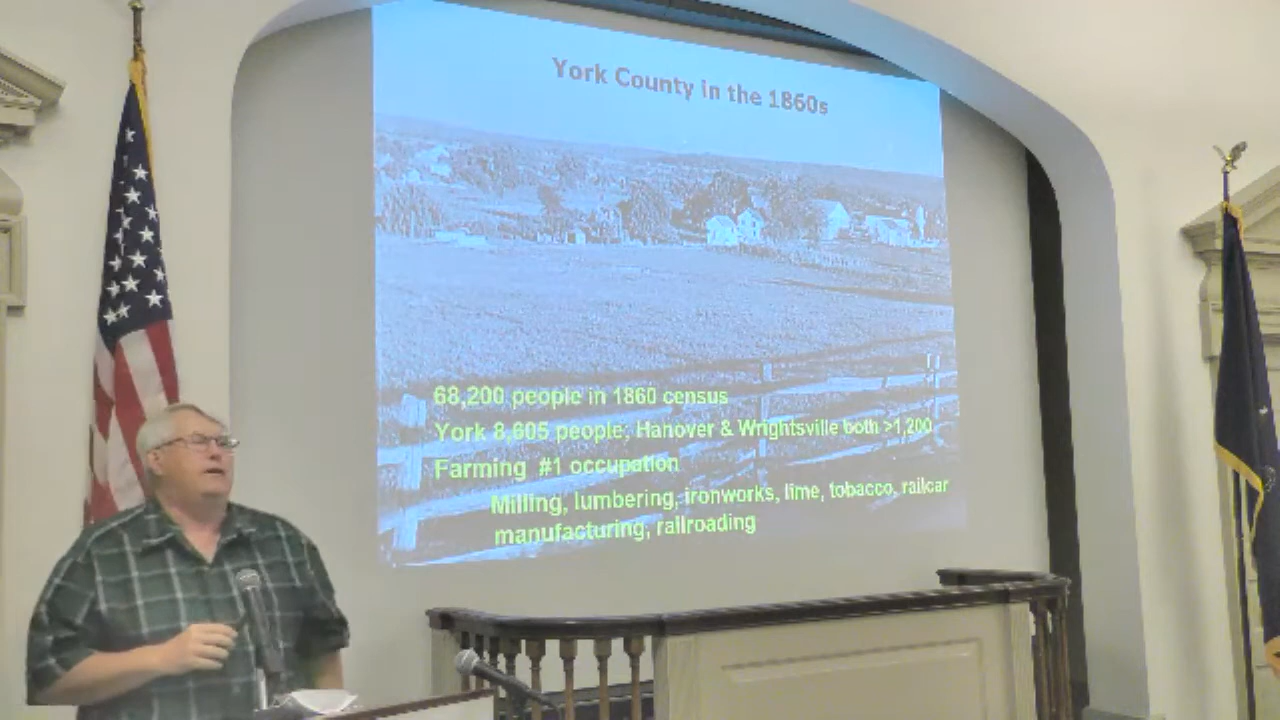 York County in the 1860s
68,200 people in 1860 census
York 8,605 people; Hanover & Wrightsville both >1,200
Farming #1 occupation
Milling, lumbering, ironworks, lime, tobacco, railcar
manufacturing, railroading